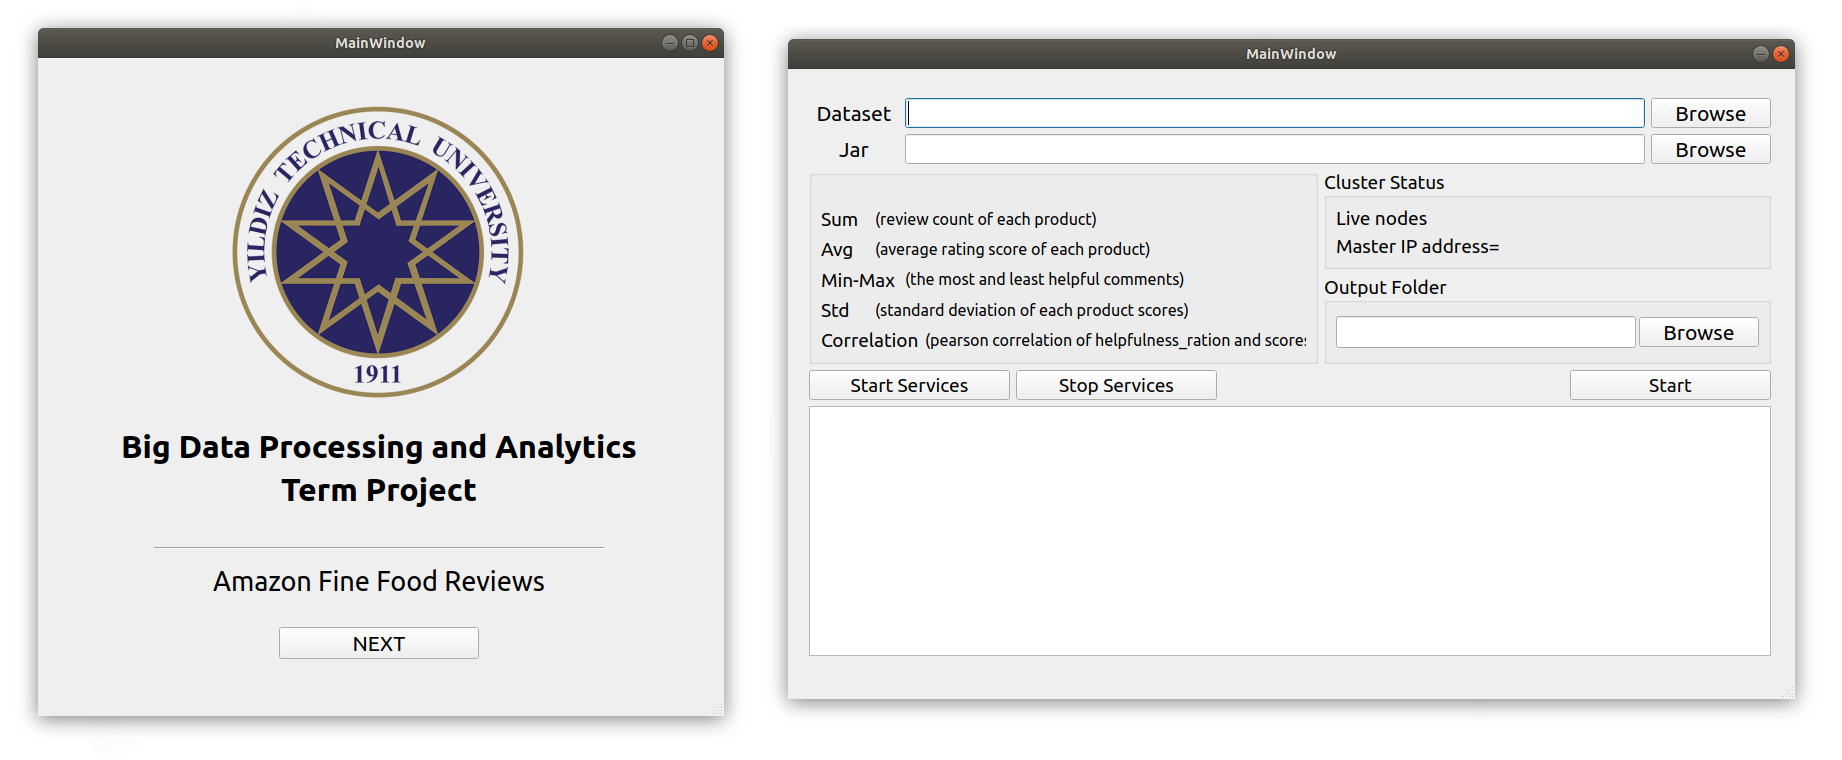 MainWindow
YILDIZ TECHNICAL UNIVERSITY
1911
Big Data Processing and Analytics
Term Project
Amazon Fine Food Reviews
NEXT
MainWindow
Dataset Browse
Jar Browse
Sum (review count of each product)
Avg (average rating score of each product)
Min-Max (the most and least helpful comments)
Std (standard deviation of each product scores)
Correlation (pearson correlation of helpfulness_ration and scores
Cluster Status
Live nodes
Master IP address=
Output Folder
Browse
Start Services Stop Services Start